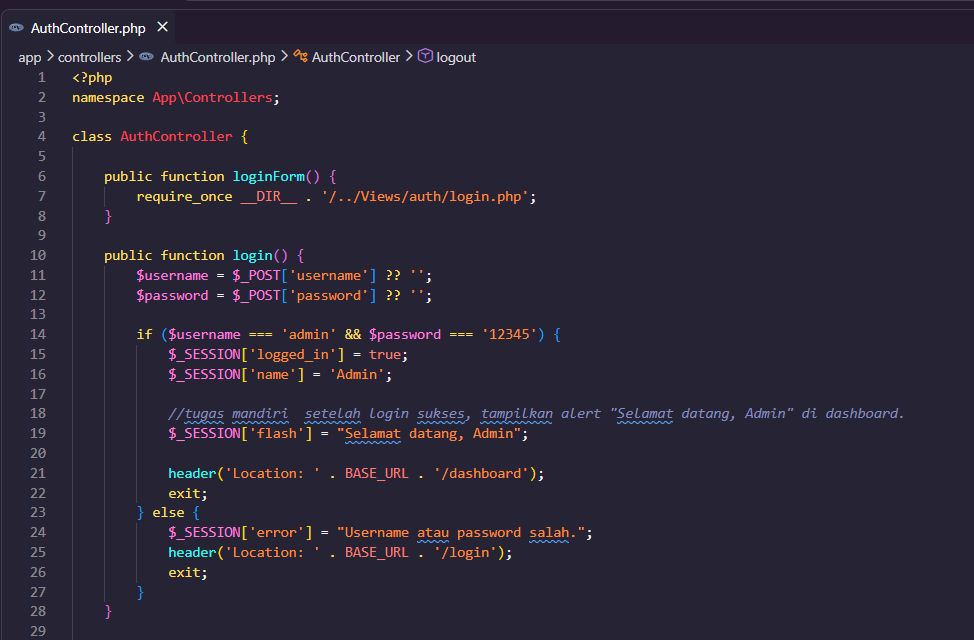 AuthController.php
app > controllers > AuthController.php > AuthController > logout
1 <?php
2 namespace App\Controllers;
3
4 class AuthController {
5
6 public function loginForm() {
7 require_once __DIR__ . '/../Views/auth/login.php';
8 }
9
10 public function login() {
11 $username = $_POST['username'] ?? '';
12 $password = $_POST['password'] ?? '';
13
14 if ($username === 'admin' && $password === '12345') {
15 $_SESSION['logged_in'] = true;
16 $_SESSION['name'] = 'Admin';
17
18 //tugas mandiri  setelah login sukses, tampilkan alert "Selamat datang, Admin" di dashboard.
19 $_SESSION['flash'] = "Selamat datang, Admin";
20
21 header('Location: ' . BASE_URL . '/dashboard');
22 exit;
23 } else {
24 $_SESSION['error'] = "Username atau password salah.";
25 header('Location: ' . BASE_URL . '/login');
26 exit;
27 }
28 }
29